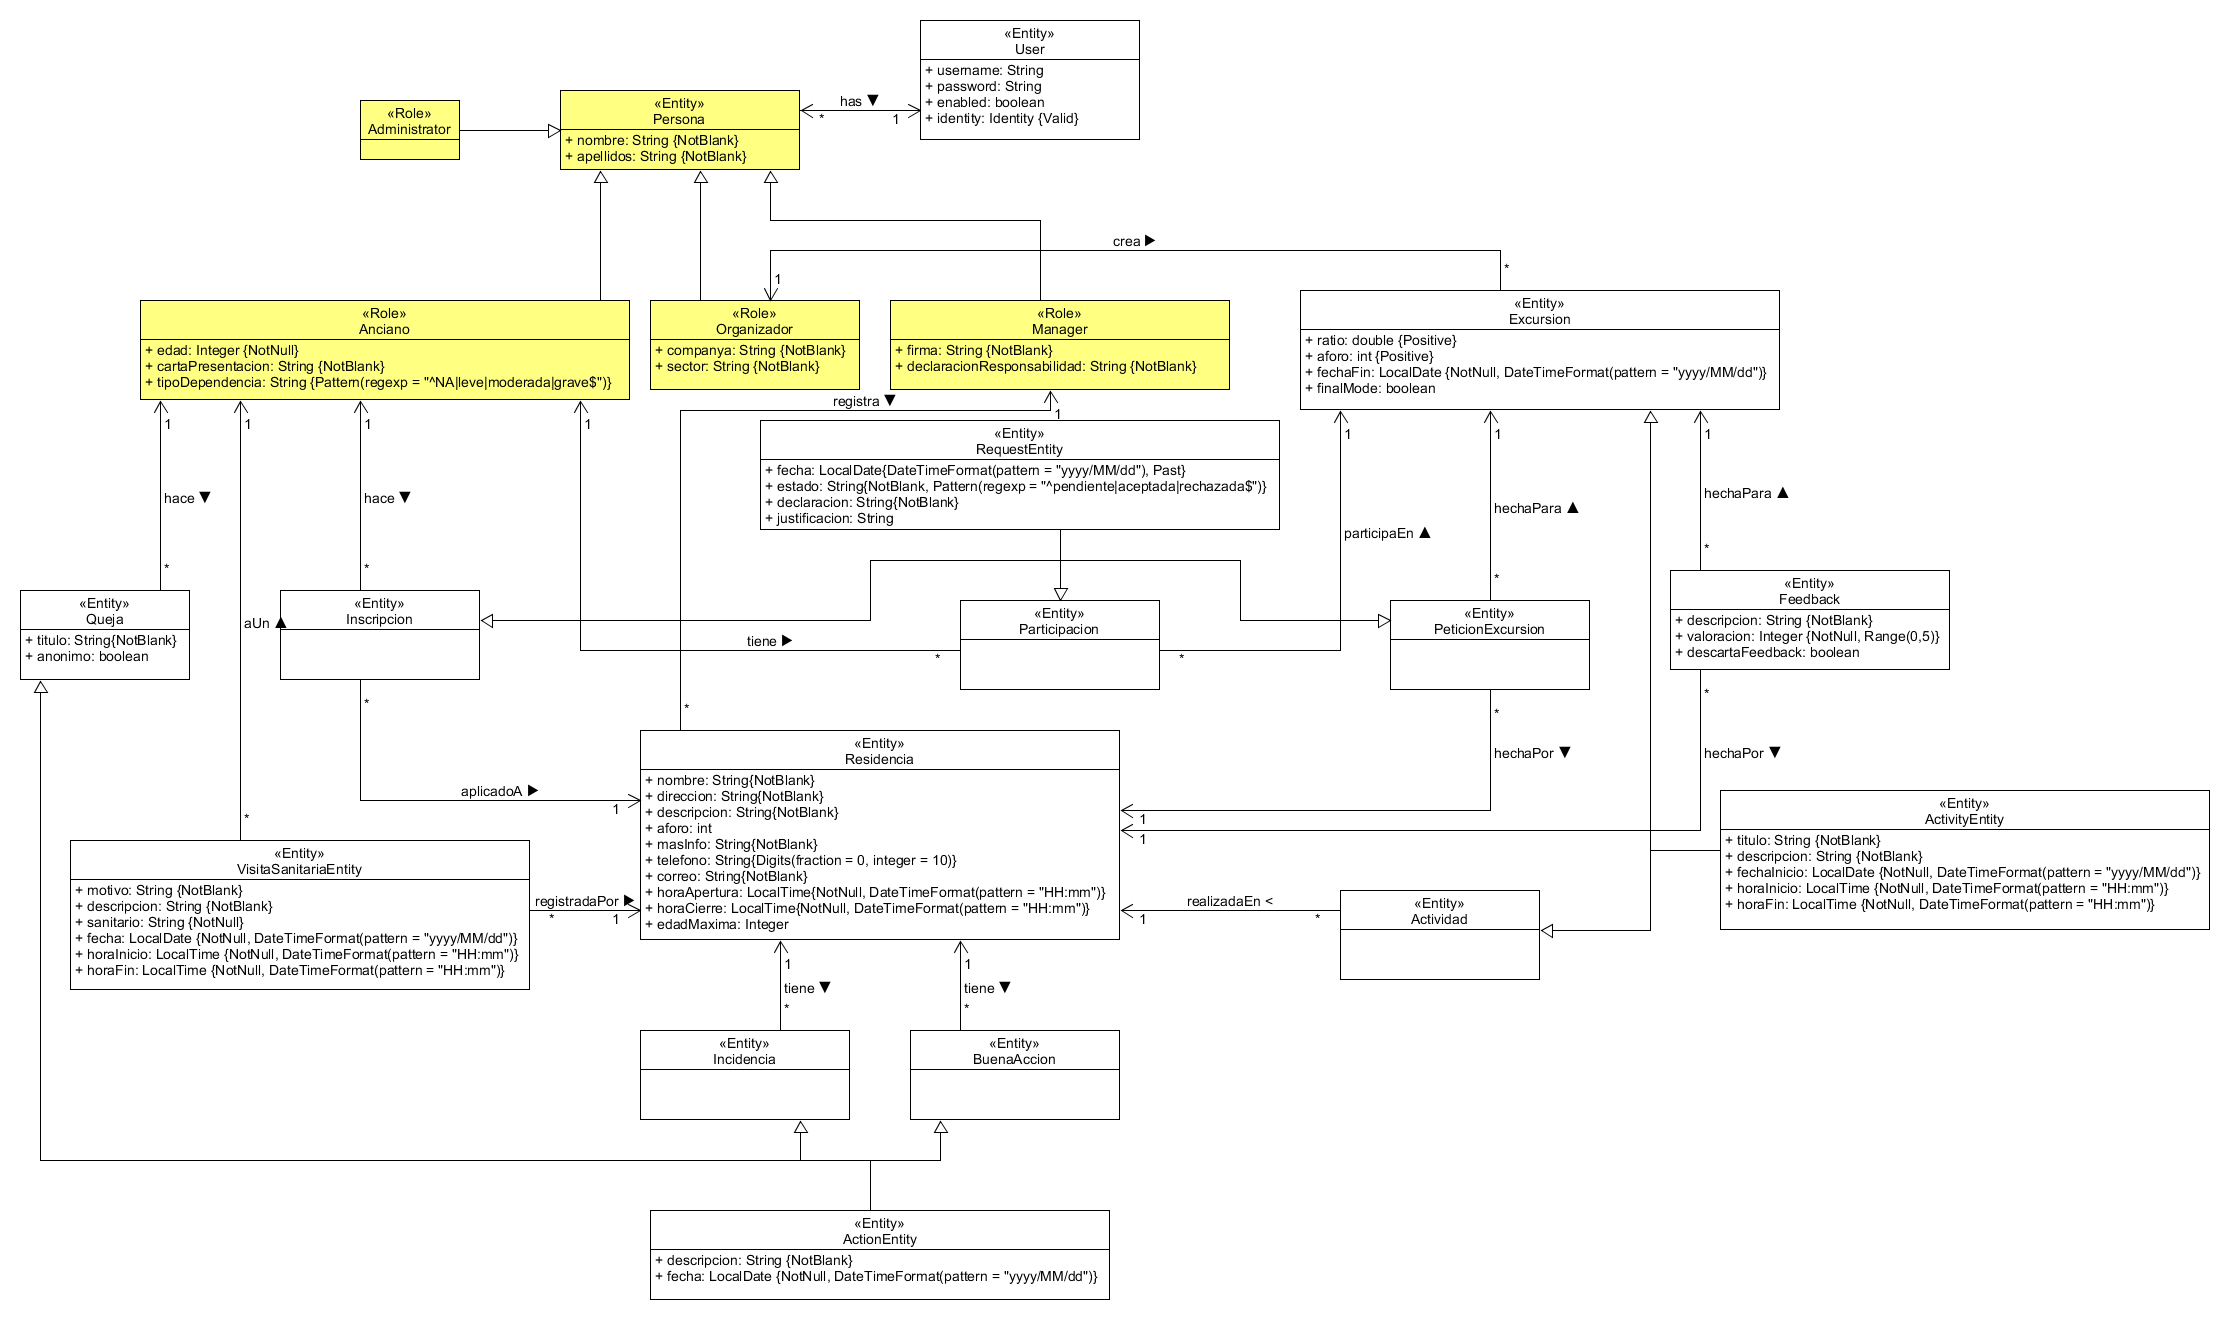 «Entity»
User
+ username: String
+ password: String
+ enabled: boolean
+ identity: Identity {Valid}
«Role»
Administrator
«Entity»
Persona
+ nombre: String {NotBlank}
+ apellidos: String {NotBlank}
has ▼
*
1
crea ►
1
*
«Role»
Anciano
+ edad: Integer {NotNull}
+ cartaPresentacion: String {NotBlank}
+ tipoDependencia: String {Pattern(regexp = "^NA|leve|moderada|grave$")}
«Role»
Organizador
+ companya: String {NotBlank}
+ sector: String {NotBlank}
«Role»
Manager
+ firma: String {NotBlank}
+ declaracionResponsabilidad: String {NotBlank}
«Entity»
Excursion
+ ratio: double {Positive}
+ aforo: int {Positive}
+ fechaFin: LocalDate {NotNull, DateTimeFormat(pattern = "yyyy/MM/dd")}
+ finalMode: boolean
registra ▼
1
1
1
1
1
1
1
1
«Entity»
RequestEntity
+ fecha: LocalDate{DateTimeFormat(pattern = "yyyy/MM/dd"), Past}
+ estado: String{NotBlank, Pattern(regexp = "^pendiente|aceptada|rechazada$")}
+ declaracion: String{NotBlank}
+ justificacion: String
hace ▼
hace ▼
participaEn ▲
hechaPara ▲
hechaPara ▲
*
*
*
*
«Entity»
Queja
+ titulo: String{NotBlank}
+ anonimo: boolean
aUn ▲
«Entity»
Inscripcion
tiene ►
*
«Entity»
Participacion
*
«Entity»
PeticionExcursion
«Entity»
Feedback
+ descripcion: String {NotBlank}
+ valoracion: Integer {NotNull, Range(0,5)}
+ descartaFeedback: boolean
*
*
*
*
hechaPor ▼
hechaPor ▼
aplicadoA ►
1
*
«Entity»
Residencia
+ nombre: String{NotBlank}
+ direccion: String{NotBlank}
+ descripcion: String{NotBlank}
+ aforo: int
+ masInfo: String{NotBlank}
+ telefono: String{Digits(fraction = 0, integer = 10)}
+ correo: String{NotBlank}
+ horaApertura: LocalTime{NotNull, DateTimeFormat(pattern = "HH:mm")}
+ horaCierre: LocalTime{NotNull, DateTimeFormat(pattern = "HH:mm")}
+ edadMaxima: Integer
1
1
«Entity»
ActivityEntity
+ titulo: String {NotBlank}
+ descripcion: String {NotBlank}
+ fechaInicio: LocalDate {NotNull, DateTimeFormat(pattern = "yyyy/MM/dd")}
+ horaInicio: LocalTime {NotNull, DateTimeFormat(pattern = "HH:mm")}
+ horaFin: LocalTime {NotNull, DateTimeFormat(pattern = "HH:mm")}
«Entity»
VisitaSanitariaEntity
+ motivo: String {NotBlank}
+ descripcion: String {NotBlank}
+ sanitario: String {NotNull}
+ fecha: LocalDate {NotNull, DateTimeFormat(pattern = "yyyy/MM/dd")}
+ horaInicio: LocalTime {NotNull, DateTimeFormat(pattern = "HH:mm")}
+ horaFin: LocalTime {NotNull, DateTimeFormat(pattern = "HH:mm")}
registradaPor ►
*
1
realizadaEn <
1
*
«Entity»
Actividad
1
1
tiene ▼
tiene ▼
*
*
«Entity»
Incidencia
«Entity»
BuenaAccion
«Entity»
ActionEntity
+ descripcion: String {NotBlank}
+ fecha: LocalDate {NotNull, DateTimeFormat(pattern = "yyyy/MM/dd")}